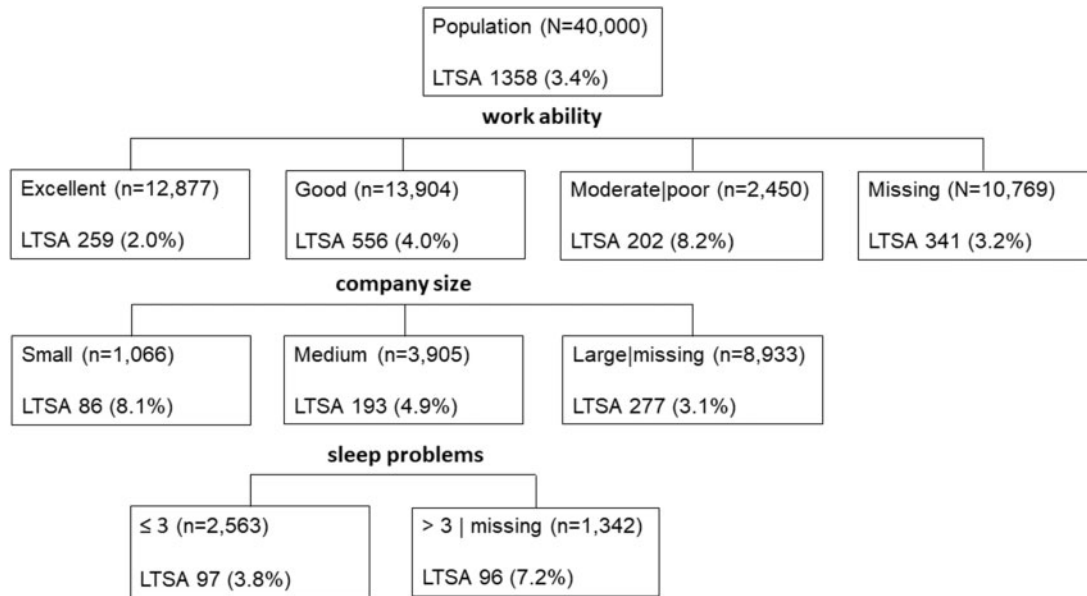 Population (N=40,000)
LTSA 1358 (3.4%)
work ability
Excellent (n=12,877)
LTSA 259 (2.0%)
Good (n=13,904)
LTSA 556 (4.0%)
Moderate|poor (n=2,450)
LTSA 202 (8.2%)
Missing (N=10,769)
LTSA 341 (3.2%)
company size
Small (n=1,066)
LTSA 86 (8.1%)
Medium (n=3,905)
LTSA 193 (4.9%)
Large|missing (n=8,933)
LTSA 277 (3.1%)
sleep problems
≤ 3 (n=2,563)
LTSA 97 (3.8%)
> 3 | missing (n=1,342)
LTSA 96 (7.2%)